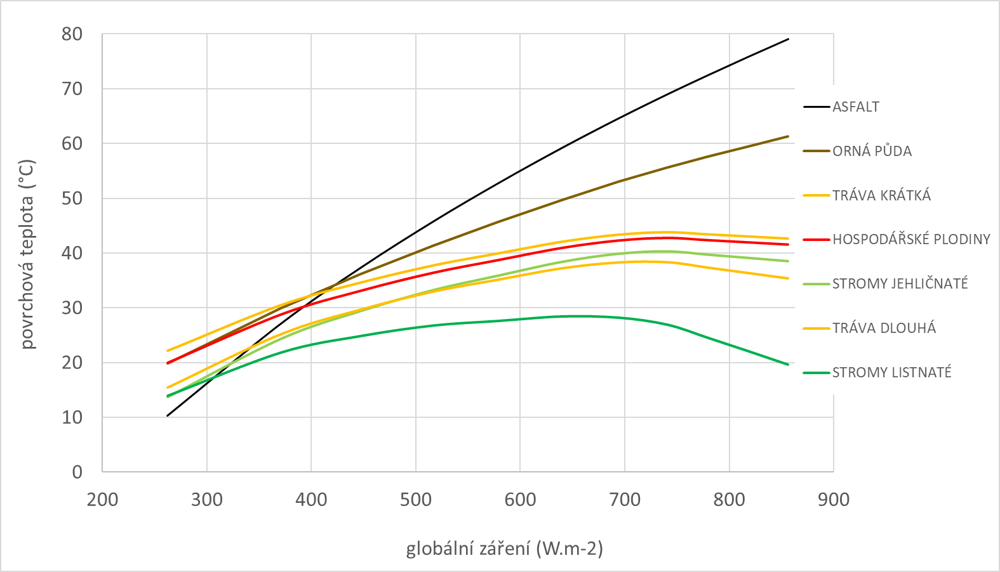 80
70
60
50
40
30
20
10
0
povrchová teplota (°C)
200 300 400 500 600 700 800 900
globální záření (W.m-2)
ASFALT
ORNÁ PŮDA
TRÁVA KRÁTKÁ
HOSPODÁŘSKÉ PLODINY
STROMY JEHLIČNATÉ
TRÁVA DLOUHÁ
STROMY LISTNATÉ